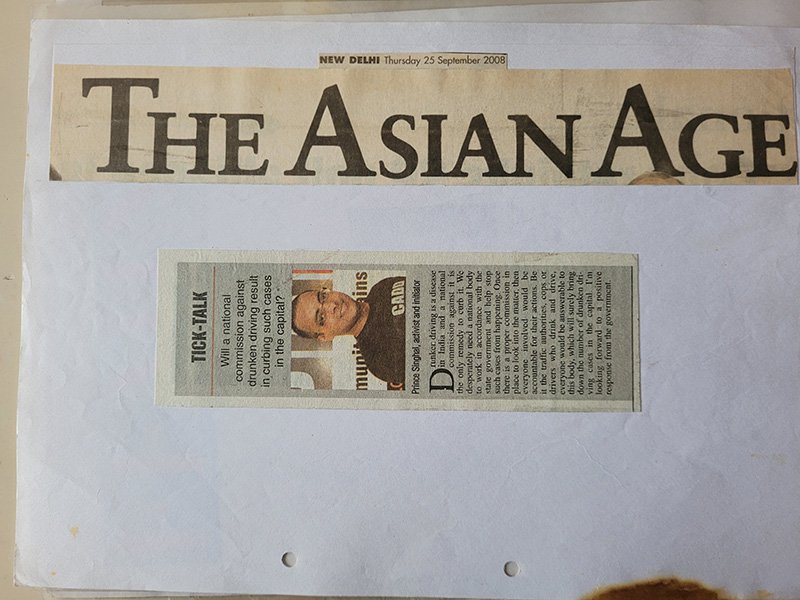 NEW DELHI Thursday 25 September 2008
THE ASIAN AGE
TICK-TALK
Will a national
commission against
drunken driving result
in curbing such cases
in the capital?
muni
ains
CADD
Prince Singhal, activist and initiator
Drunker driving is a disease
in India and a national
commission against it is
the only remedy to curb it. We
desperately need a national body
to work in accordance with the
state government and help stop
such cases from happening. Once
there is a proper commission in
place to look into the matter, then
everyone involved would be
accountable for their actions. Be
it the traffic authorities, cops or
drivers who drink and drive,
everyone would be answerable to
this body, which will surely bring
down the number of drunken dri-
ving cases in the capital. I'm
looking forward to a positive
response from the government.